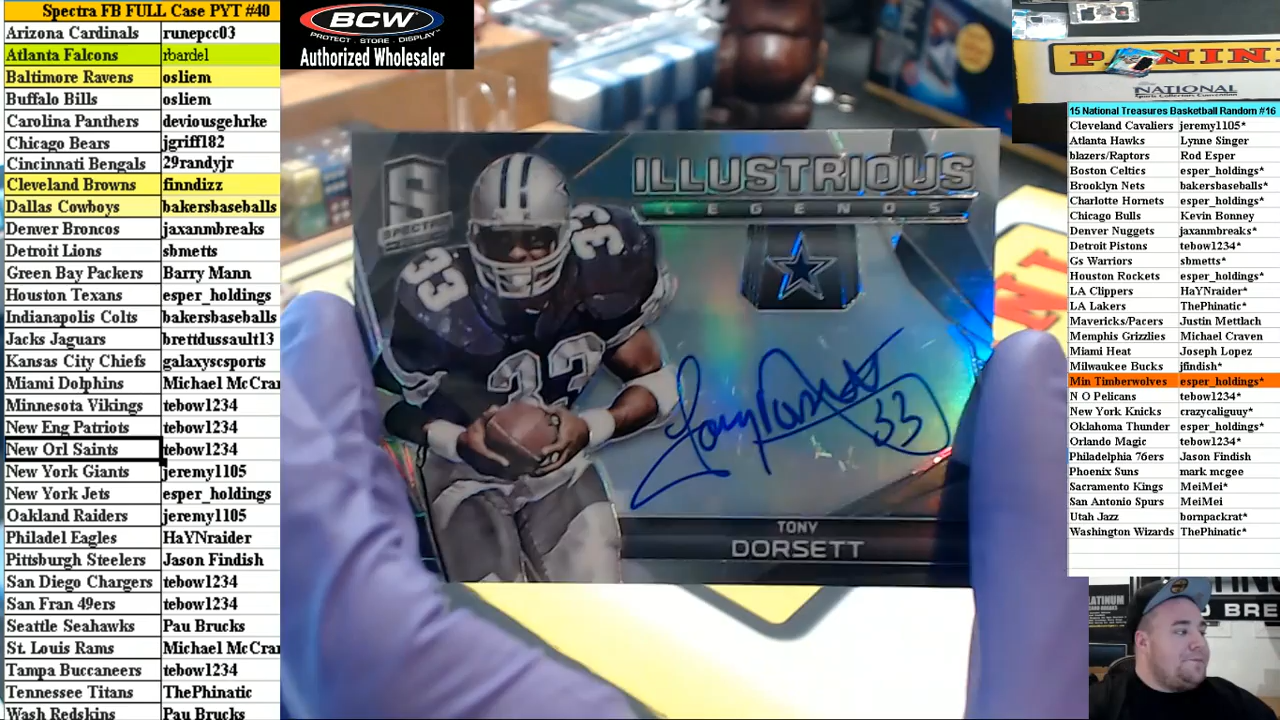 Spectra FB FULL Case PYT #40
Arizona Cardinals runepcc03
Atlanta Falcons rbardel
Baltimore Ravens osliem
Buffalo Bills osliem
Carolina Panthers deviousgehrke
Chicago Bears jgriff182
Cincinnati Bengals 29randyjr
Cleveland Browns finndizz
Dallas Cowboys bakersbaseballs
Denver Broncos jaxanmbreaks
Detroit Lions sbmetts
Green Bay Packers Barry Mann
Houston Texans esper_holdings
Indianapolis Colts bakersbaseballs
Jacks Jaguars brettdussault13
Kansas City Chiefs galaxyscsports
Miami Dolphins Michael McCra
Minnesota Vikings tebow1234
New Eng Patriots tebow1234
New Orl Saints tebow1234
New York Giants jeremy1105
New York Jets esper_holdings
Oakland Raiders jeremy1105
Philadel Eagles HaYNraider
Pittsburgh Steelers Jason Findish
San Diego Chargers tebow1234
San Fran 49ers tebow1234
Seattle Seahawks Pau Brucks
St. Louis Rams Michael McCra
Tampa Buccaneers tebow1234
Tennessee Titans ThePhinatic
Wash Redskins Pau Brucks
BCW
PROTECT . STORE . DISPLAY
Authorized Wholesaler
S
SPECTRA
ILLUSTRIOUS
LEGENDS
33
33
33
Tony Dorsett
33
TONY
DORSETT
PANINI
NATIONAL
Sports Collectors Convention
15 National Treasures Basketball Random #16
Cleveland Cavaliers jeremy1105*
Atlanta Hawks Lynne Singer
blazers/Raptors Rod Esper
Boston Celtics esper_holdings*
Brooklyn Nets bakersbaseballs*
Charlotte Hornets esper_holdings*
Chicago Bulls Kevin Bonney
Denver Nuggets jaxanmbreaks*
Detroit Pistons tebow1234*
Gs Warriors sbmetts*
Houston Rockets esper_holdings*
LA Clippers HaYNraider*
LA Lakers ThePhinatic*
Mavericks/Pacers Justin Mettlach
Memphis Grizzlies Michael Craven
Miami Heat Joseph Lopez
Milwaukee Bucks jfindish*
Min Timberwolves esper_holdings*
N O Pelicans tebow1234*
New York Knicks crazycaliguuy*
Oklahoma Thunder esper_holdings*
Orlando Magic tebow1234*
Philadelphia 76ers Jason Findish
Phoenix Suns mark mcgee
Sacramento Kings MeiMei*
San Antonio Spurs MeiMei
Utah Jazz bornpackrat*
Washington Wizards ThePhinatic*